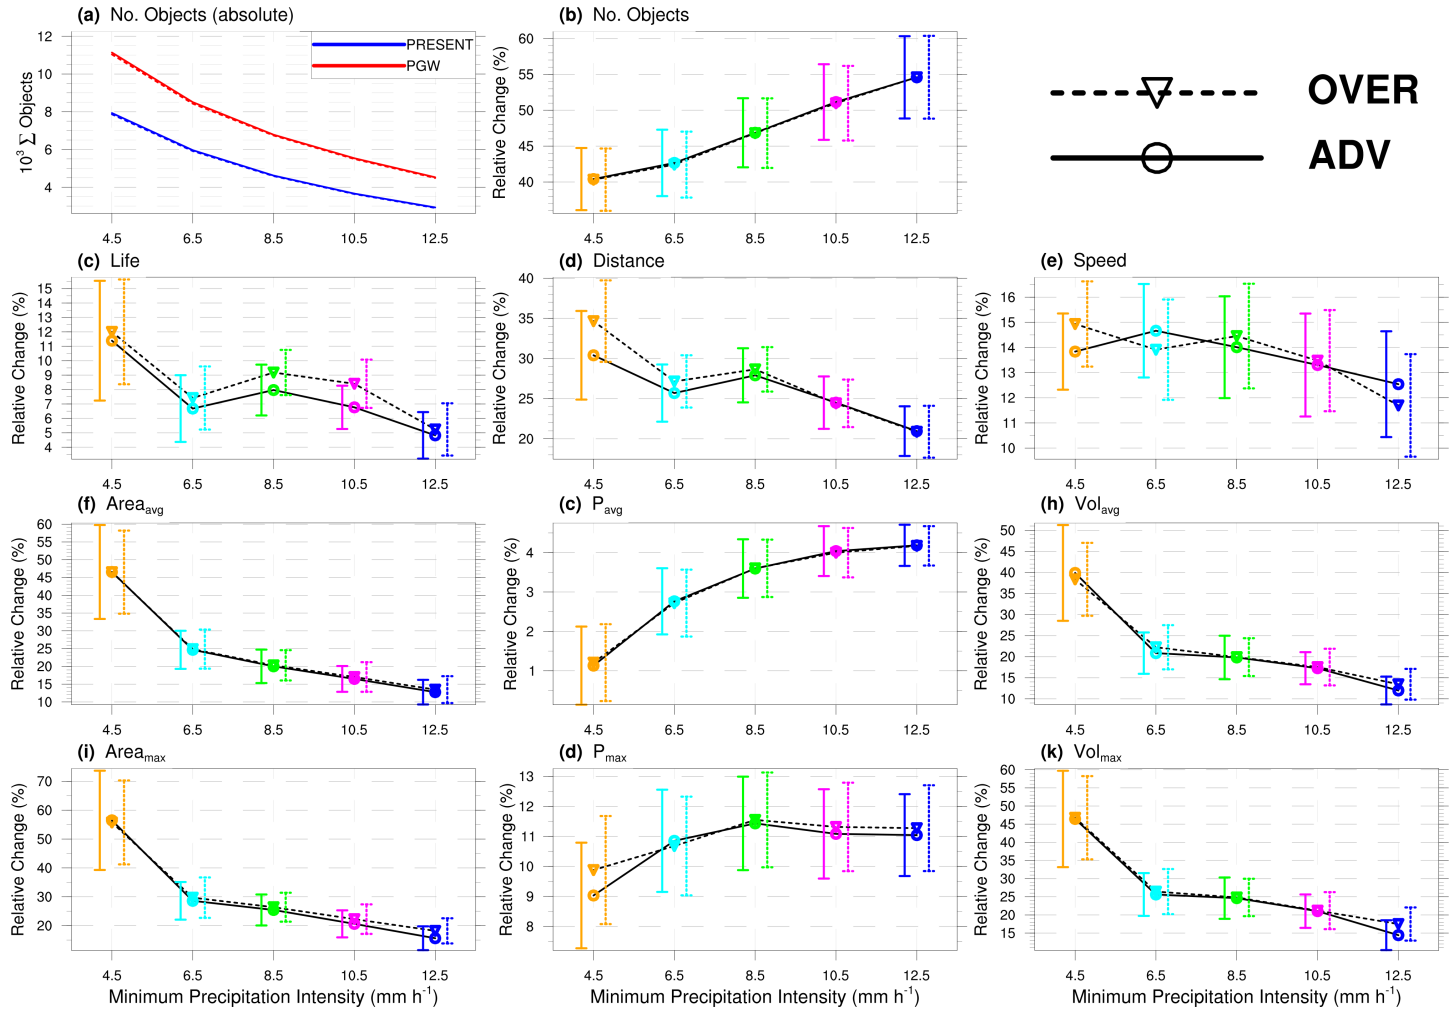 (a) No. Objects (absolute)
10³ Σ Objects
12
10
8
6
4
PRESENT
PGW
4.5 6.5 8.5 10.5 12.5
(b) No. Objects
Relative Change (%)
60
55
50
45
40
4.5 6.5 8.5 10.5 12.5
OVER
ADV
(c) Life
Relative Change (%)
15
14
13
12
11
10
9
8
7
6
5
4
4.5 6.5 8.5 10.5 12.5
(d) Distance
Relative Change (%)
40
35
30
25
20
4.5 6.5 8.5 10.5 12.5
(e) Speed
Relative Change (%)
16
15
14
13
12
11
10
4.5 6.5 8.5 10.5 12.5
(f) Area_avg
Relative Change (%)
60
55
50
45
40
35
30
25
20
15
10
4.5 6.5 8.5 10.5 12.5
(c) P_avg
Relative Change (%)
4
3
2
1
4.5 6.5 8.5 10.5 12.5
(h) Vol_avg
Relative Change (%)
50
45
40
35
30
25
20
15
10
4.5 6.5 8.5 10.5 12.5
(i) Area_max
Relative Change (%)
70
60
50
40
30
20
4.5 6.5 8.5 10.5 12.5
Minimum Precipitation Intensity (mm h⁻¹)
(d) P_max
Relative Change (%)
13
12
11
10
9
8
4.5 6.5 8.5 10.5 12.5
Minimum Precipitation Intensity (mm h⁻¹)
(k) Vol_max
Relative Change (%)
60
55
50
45
40
35
30
25
20
15
4.5 6.5 8.5 10.5 12.5
Minimum Precipitation Intensity (mm h⁻¹)